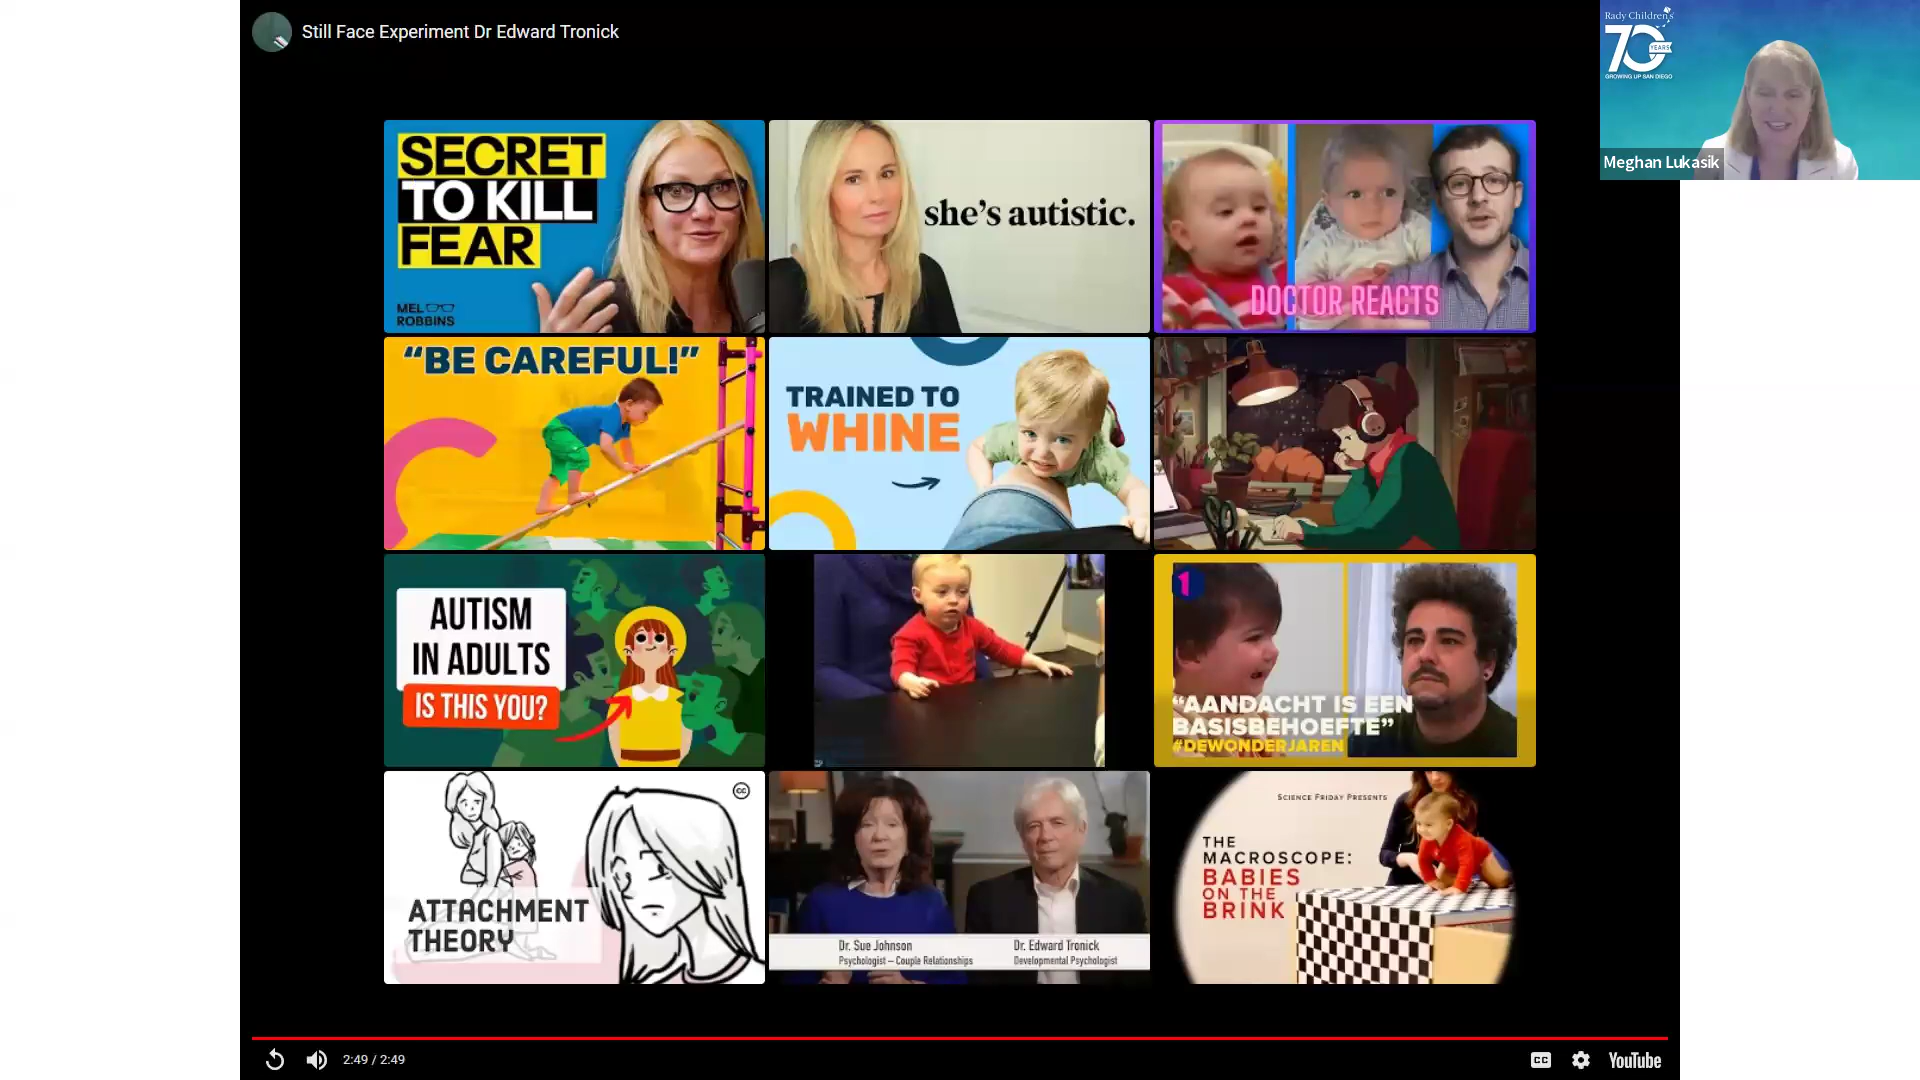 Still Face Experiment Dr Edward Tronick
Rady Children's
70
YEARS
GROWING UP SAN DIEGO
Meghan Lukasik
SECRET
TO KILL
FEAR
MEL
ROBBINS
she's autistic.
DOCTOR REACTS
“BE CAREFUL!”
TRAINED TO
WHINE
AUTISM
IN ADULTS
IS THIS YOU?
1
“AANDACHT IS EEN
BASISBEHOEFTE”
#DEWONDERJAREN
CC
ATTACHMENT
THEORY
Dr. Sue Johnson
Psychologist – Couple Relationships
Dr. Edward Tronick
Developmental Psychologist
SCIENCE FRIDAY PRESENTS
THE
MACROSCOPE:
BABIES
ON THE
BRINK
2:49 / 2:49
CC
YouTube